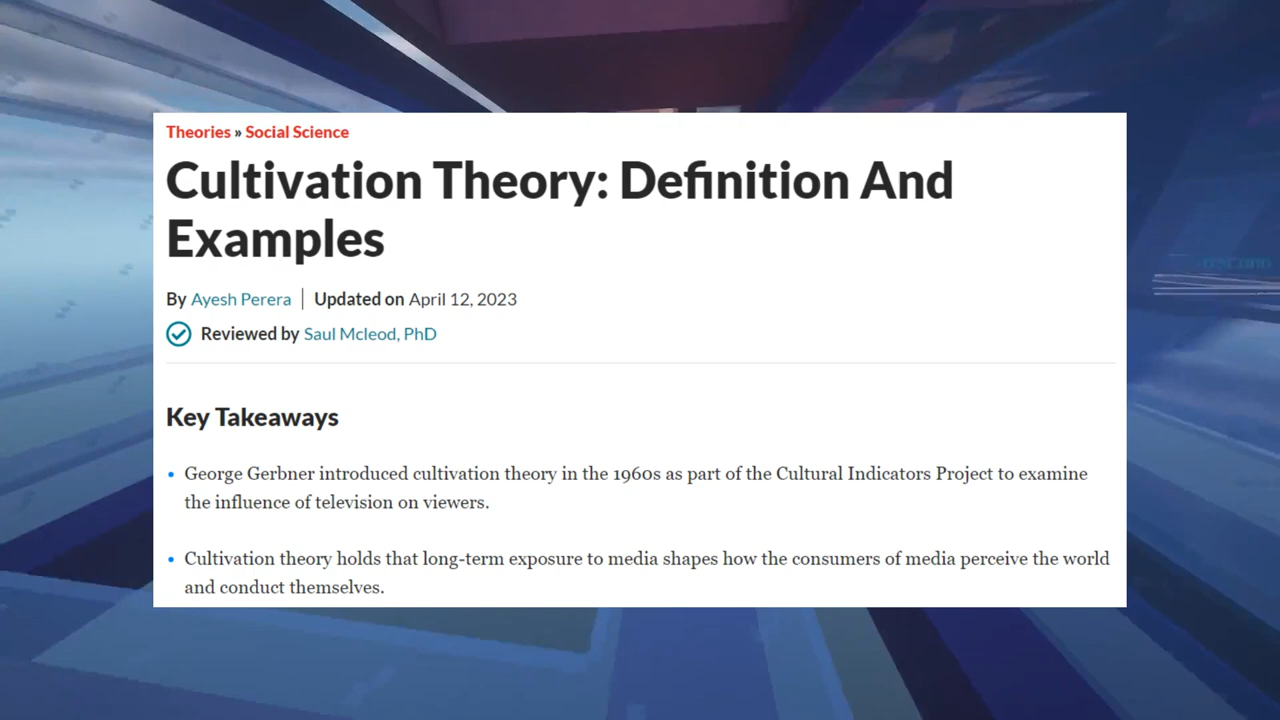 Theories » Social Science
Cultivation Theory: Definition And
Examples
By Ayesh Perera | Updated on April 12, 2023
Reviewed by Saul Mcleod, PhD
Key Takeaways
• George Gerbner introduced cultivation theory in the 1960s as part of the Cultural Indicators Project to examine
the influence of television on viewers.
• Cultivation theory holds that long-term exposure to media shapes how the consumers of media perceive the world
and conduct themselves.